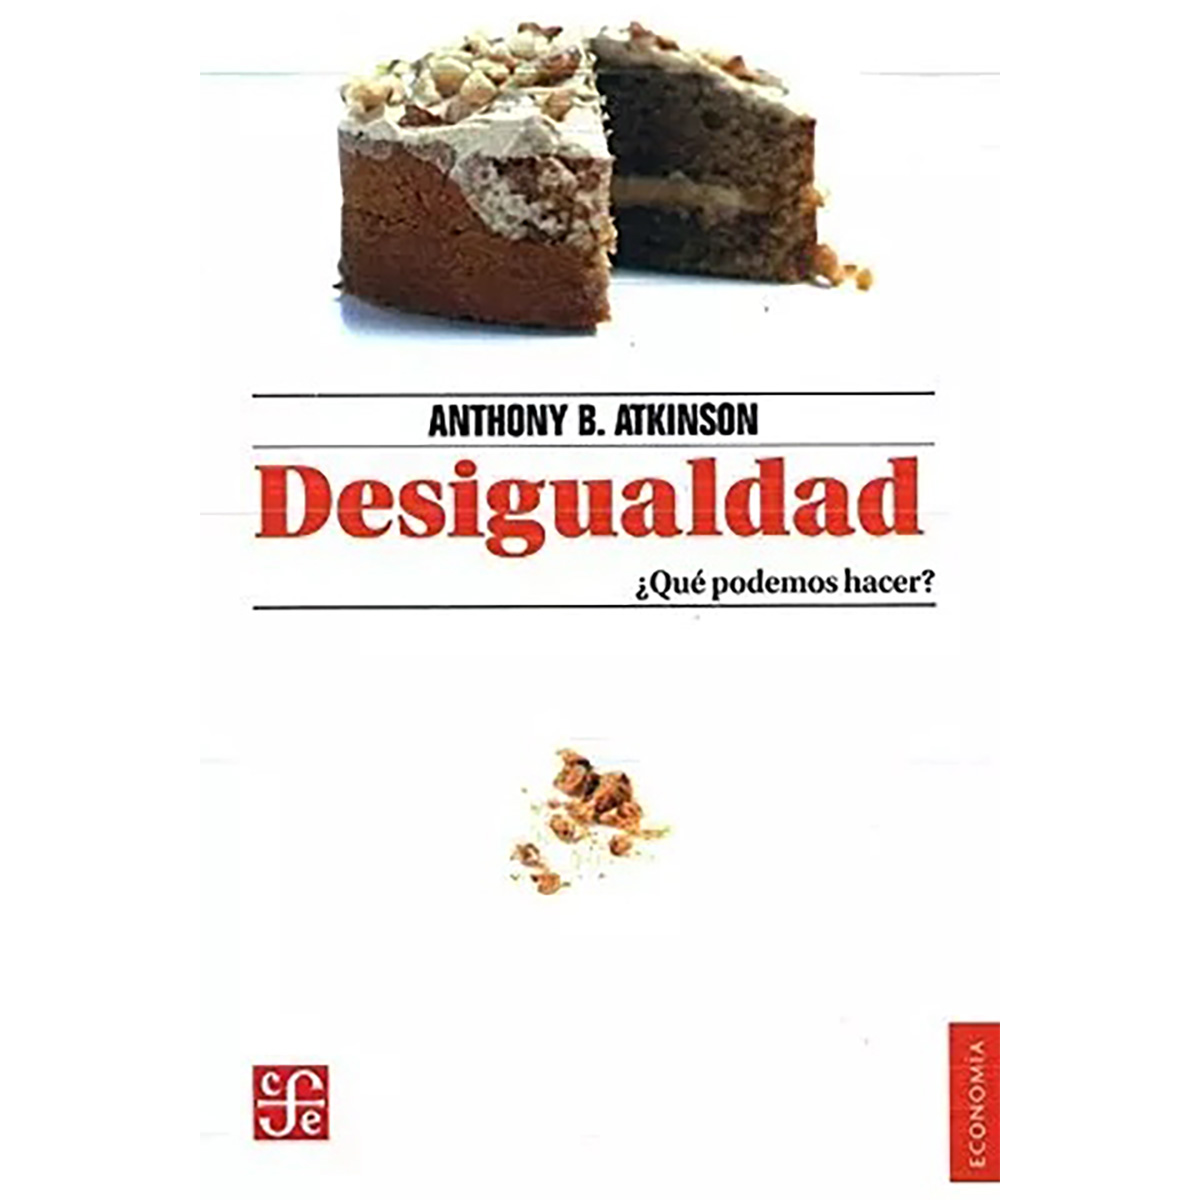 ANTHONY B. ATKINSON
Desigualdad
¿Qué podemos hacer?
cfe
ECONOMÍA